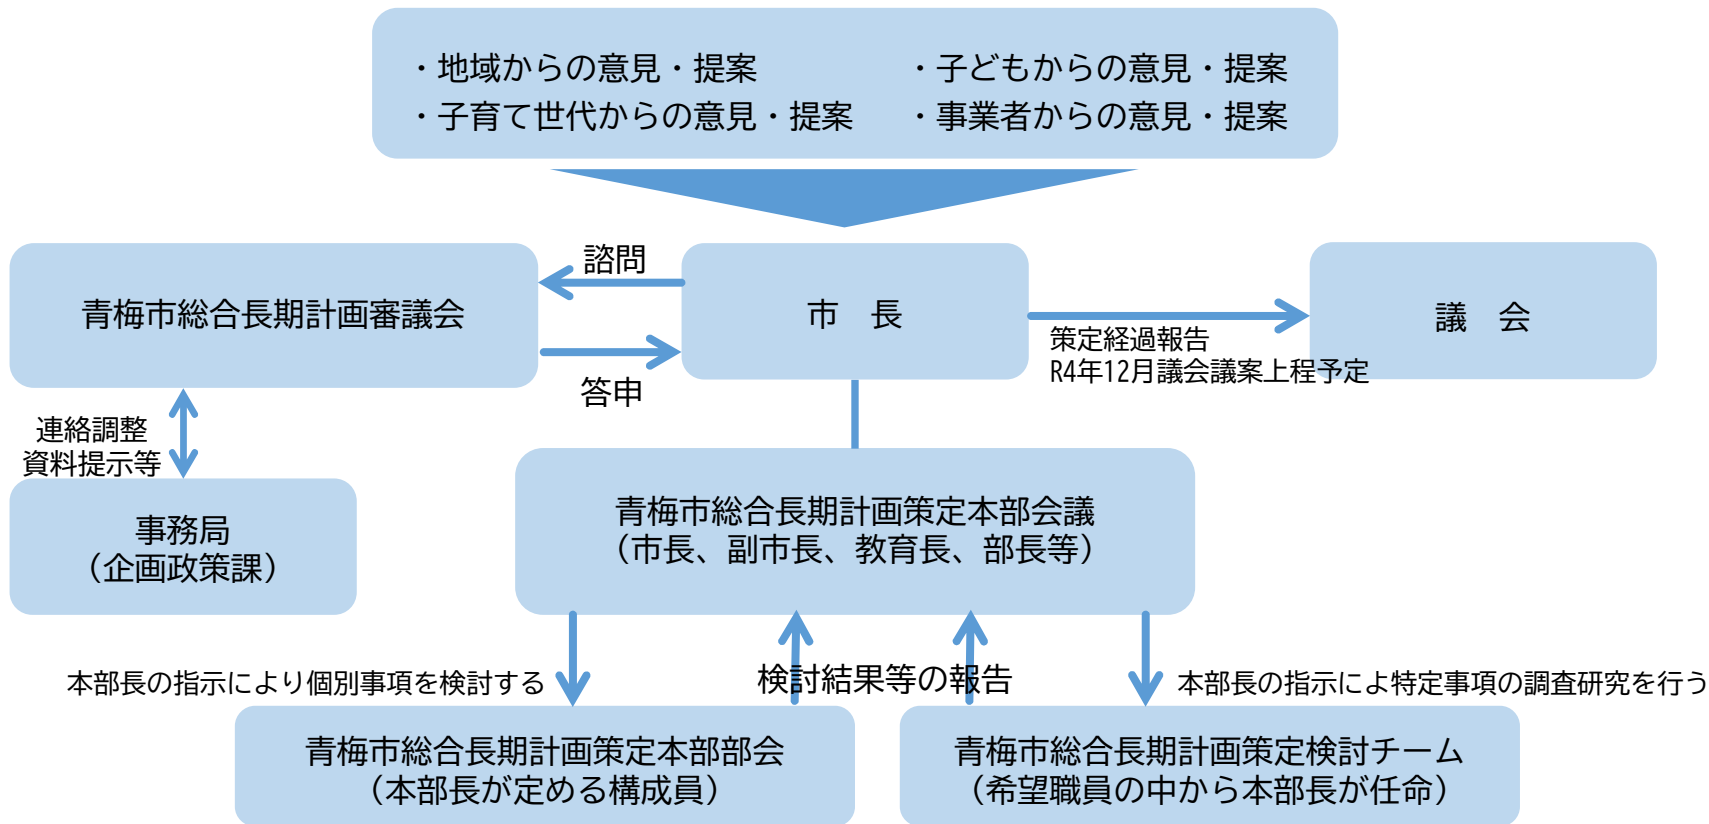 ・地域からの意見・提案
・子どもからの意見・提案
・子育て世代からの意見・提案
・事業者からの意見・提案
諮問
青梅市総合長期計画審議会
市　長
議　会
策定経過報告
R4年12月議会議案上程予定
答申
連絡調整
資料提示等
事務局
（企画政策課）
青梅市総合長期計画策定本部会議
（市長、副市長、教育長、部長等）
本部長の指示により個別事項を検討する
検討結果等の報告
本部長の指示によ特定事項の調査研究を行う
青梅市総合長期計画策定本部部会
（本部長が定める構成員）
青梅市総合長期計画策定検討チーム
（希望職員の中から本部長が任命）